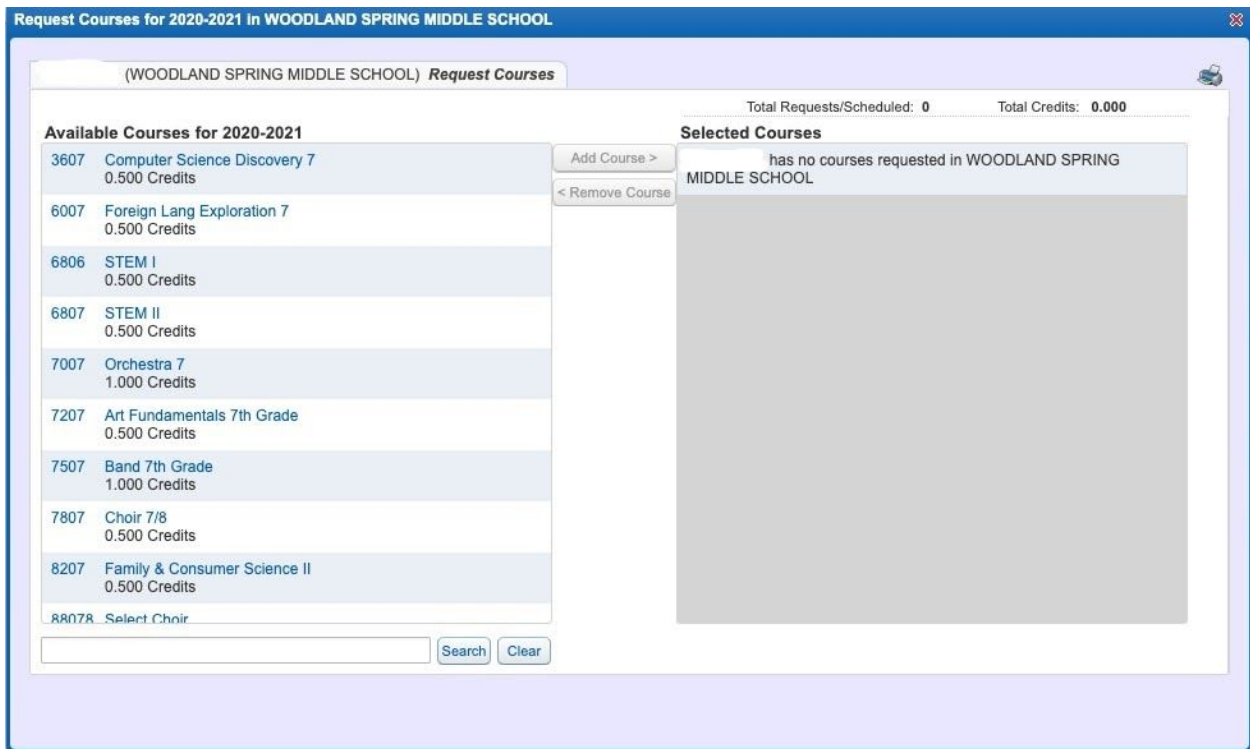 Request Courses for 2020-2021 in WOODLAND SPRING MIDDLE SCHOOL
(WOODLAND SPRING MIDDLE SCHOOL) Request Courses
Total Requests/Scheduled: 0 Total Credits: 0.000
Available Courses for 2020-2021
3607 Computer Science Discovery 7
0.500 Credits
6007 Foreign Lang Exploration 7
0.500 Credits
6806 STEM I
0.500 Credits
6807 STEM II
0.500 Credits
7007 Orchestra 7
1.000 Credits
7207 Art Fundamentals 7th Grade
0.500 Credits
7507 Band 7th Grade
1.000 Credits
7807 Choir 7/8
0.500 Credits
8207 Family & Consumer Science II
0.500 Credits
88078 Select Choir
Search Clear
Add Course >
< Remove Course
Selected Courses
has no courses requested in WOODLAND SPRING
MIDDLE SCHOOL